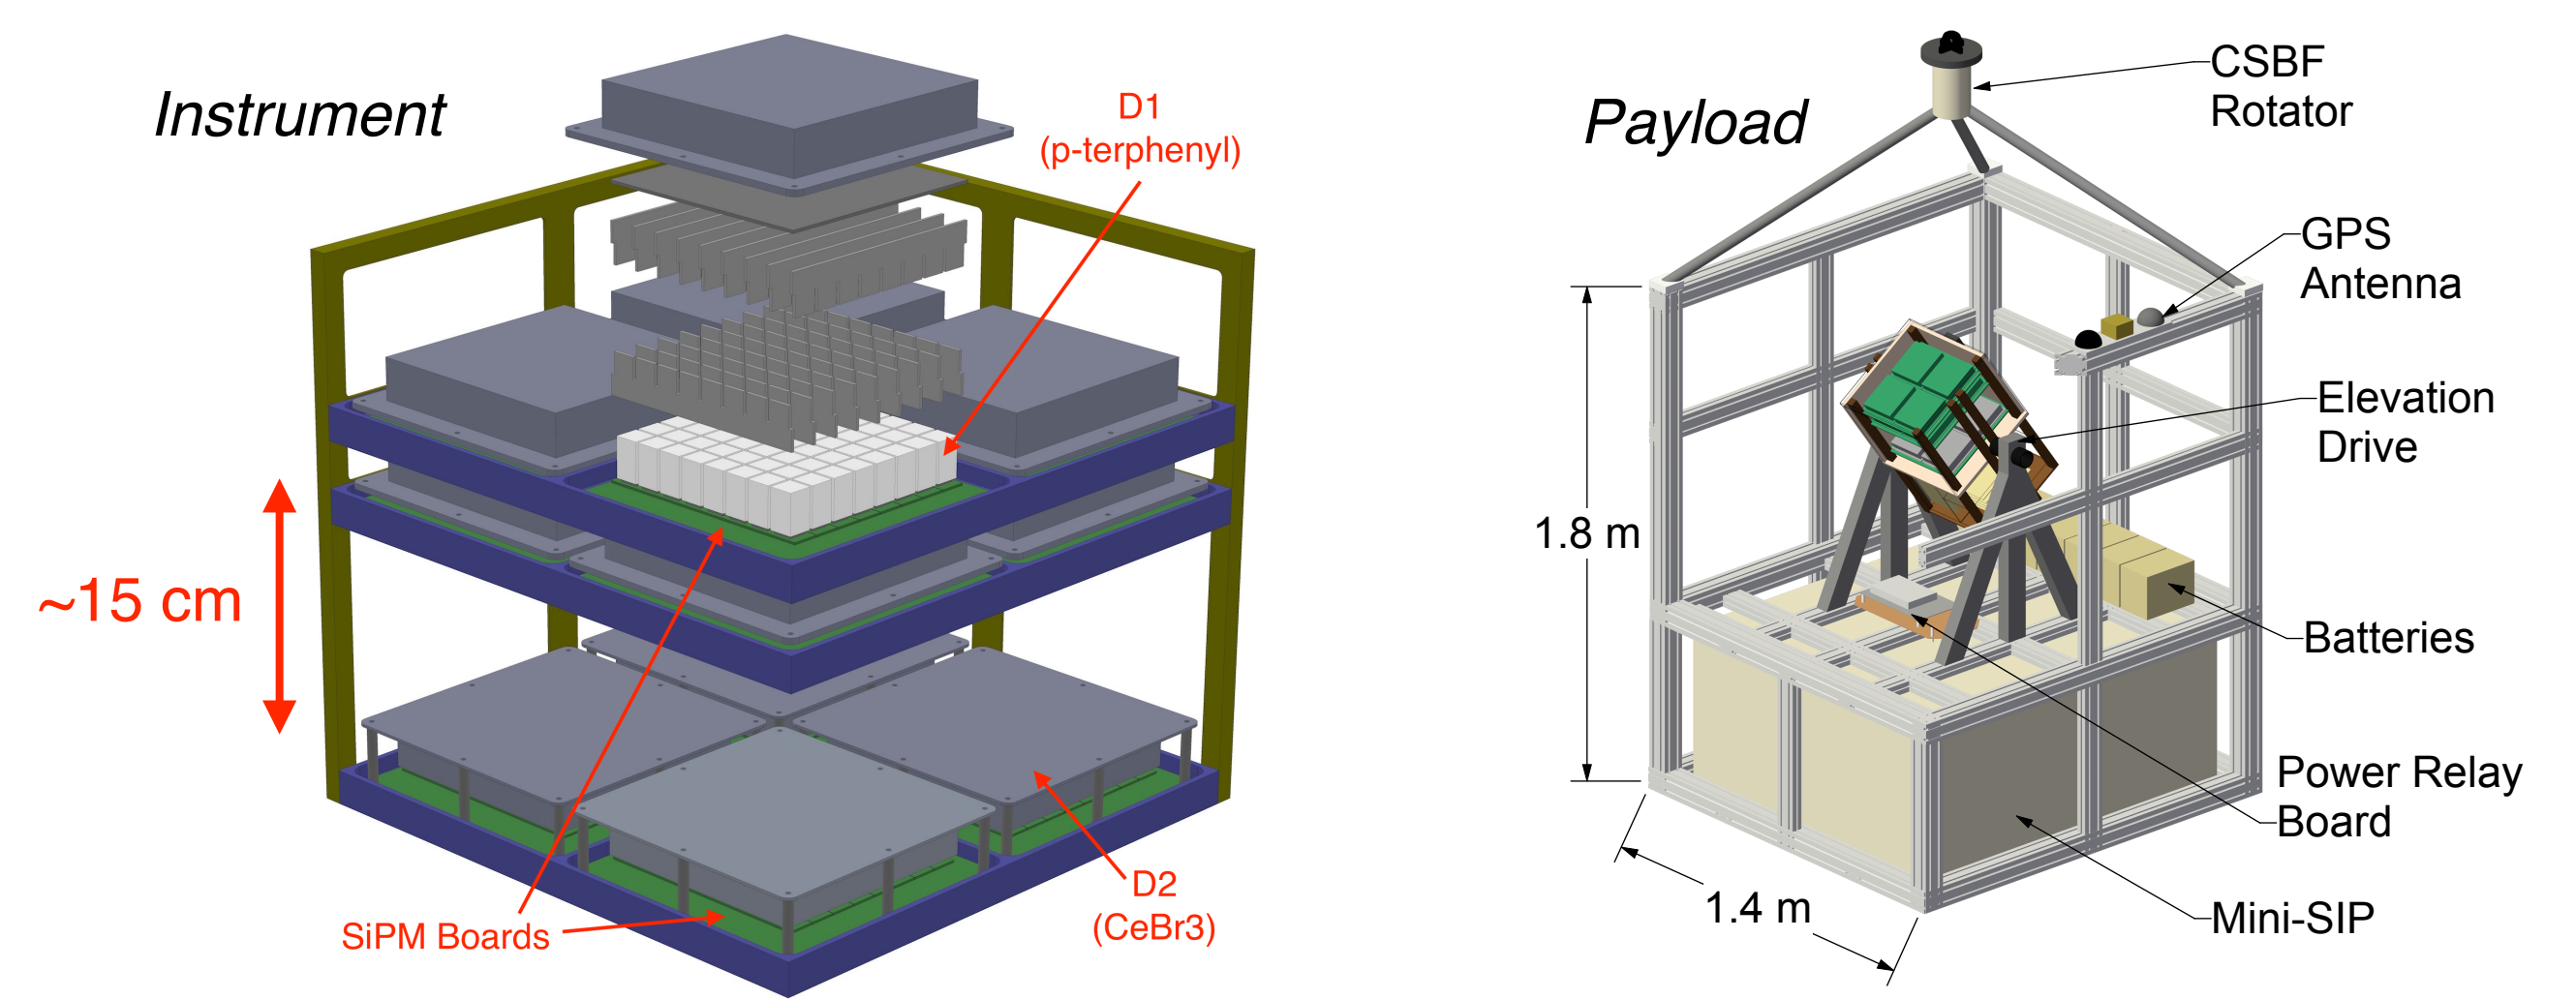 Instrument
D1
(p-terphenyl)
~15 cm
SiPM Boards
D2
(CeBr3)
Payload
CSBF
Rotator
GPS
Antenna
Elevation
Drive
1.8 m
Batteries
Power Relay
Board
1.4 m
Mini-SIP